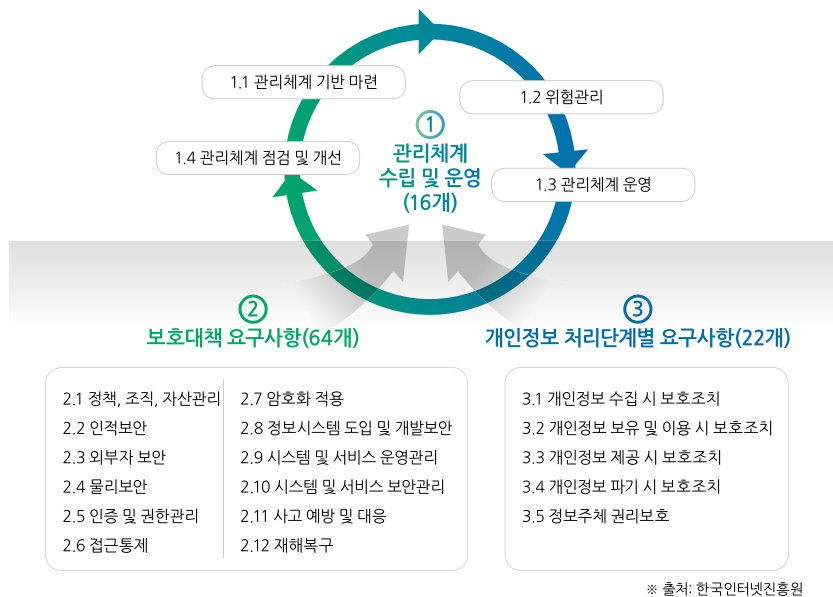 1.1 관리체계 기반 마련
1.2 위험관리
1.4 관리체계 점검 및 개선
1.3 관리체계 운영
1
관리체계
수립 및 운영
(16개)
2
보호대책 요구사항(64개)
2.1 정책, 조직, 자산관리
2.2 인적보안
2.3 외부자 보안
2.4 물리보안
2.5 인증 및 권한관리
2.6 접근통제
2.7 암호화 적용
2.8 정보시스템 도입 및 개발보안
2.9 시스템 및 서비스 운영관리
2.10 시스템 및 서비스 보안관리
2.11 사고 예방 및 대응
2.12 재해복구
3
개인정보 처리단계별 요구사항(22개)
3.1 개인정보 수집 시 보호조치
3.2 개인정보 보유 및 이용 시 보호조치
3.3 개인정보 제공 시 보호조치
3.4 개인정보 파기 시 보호조치
3.5 정보주체 권리보호
※ 출처: 한국인터넷진흥원